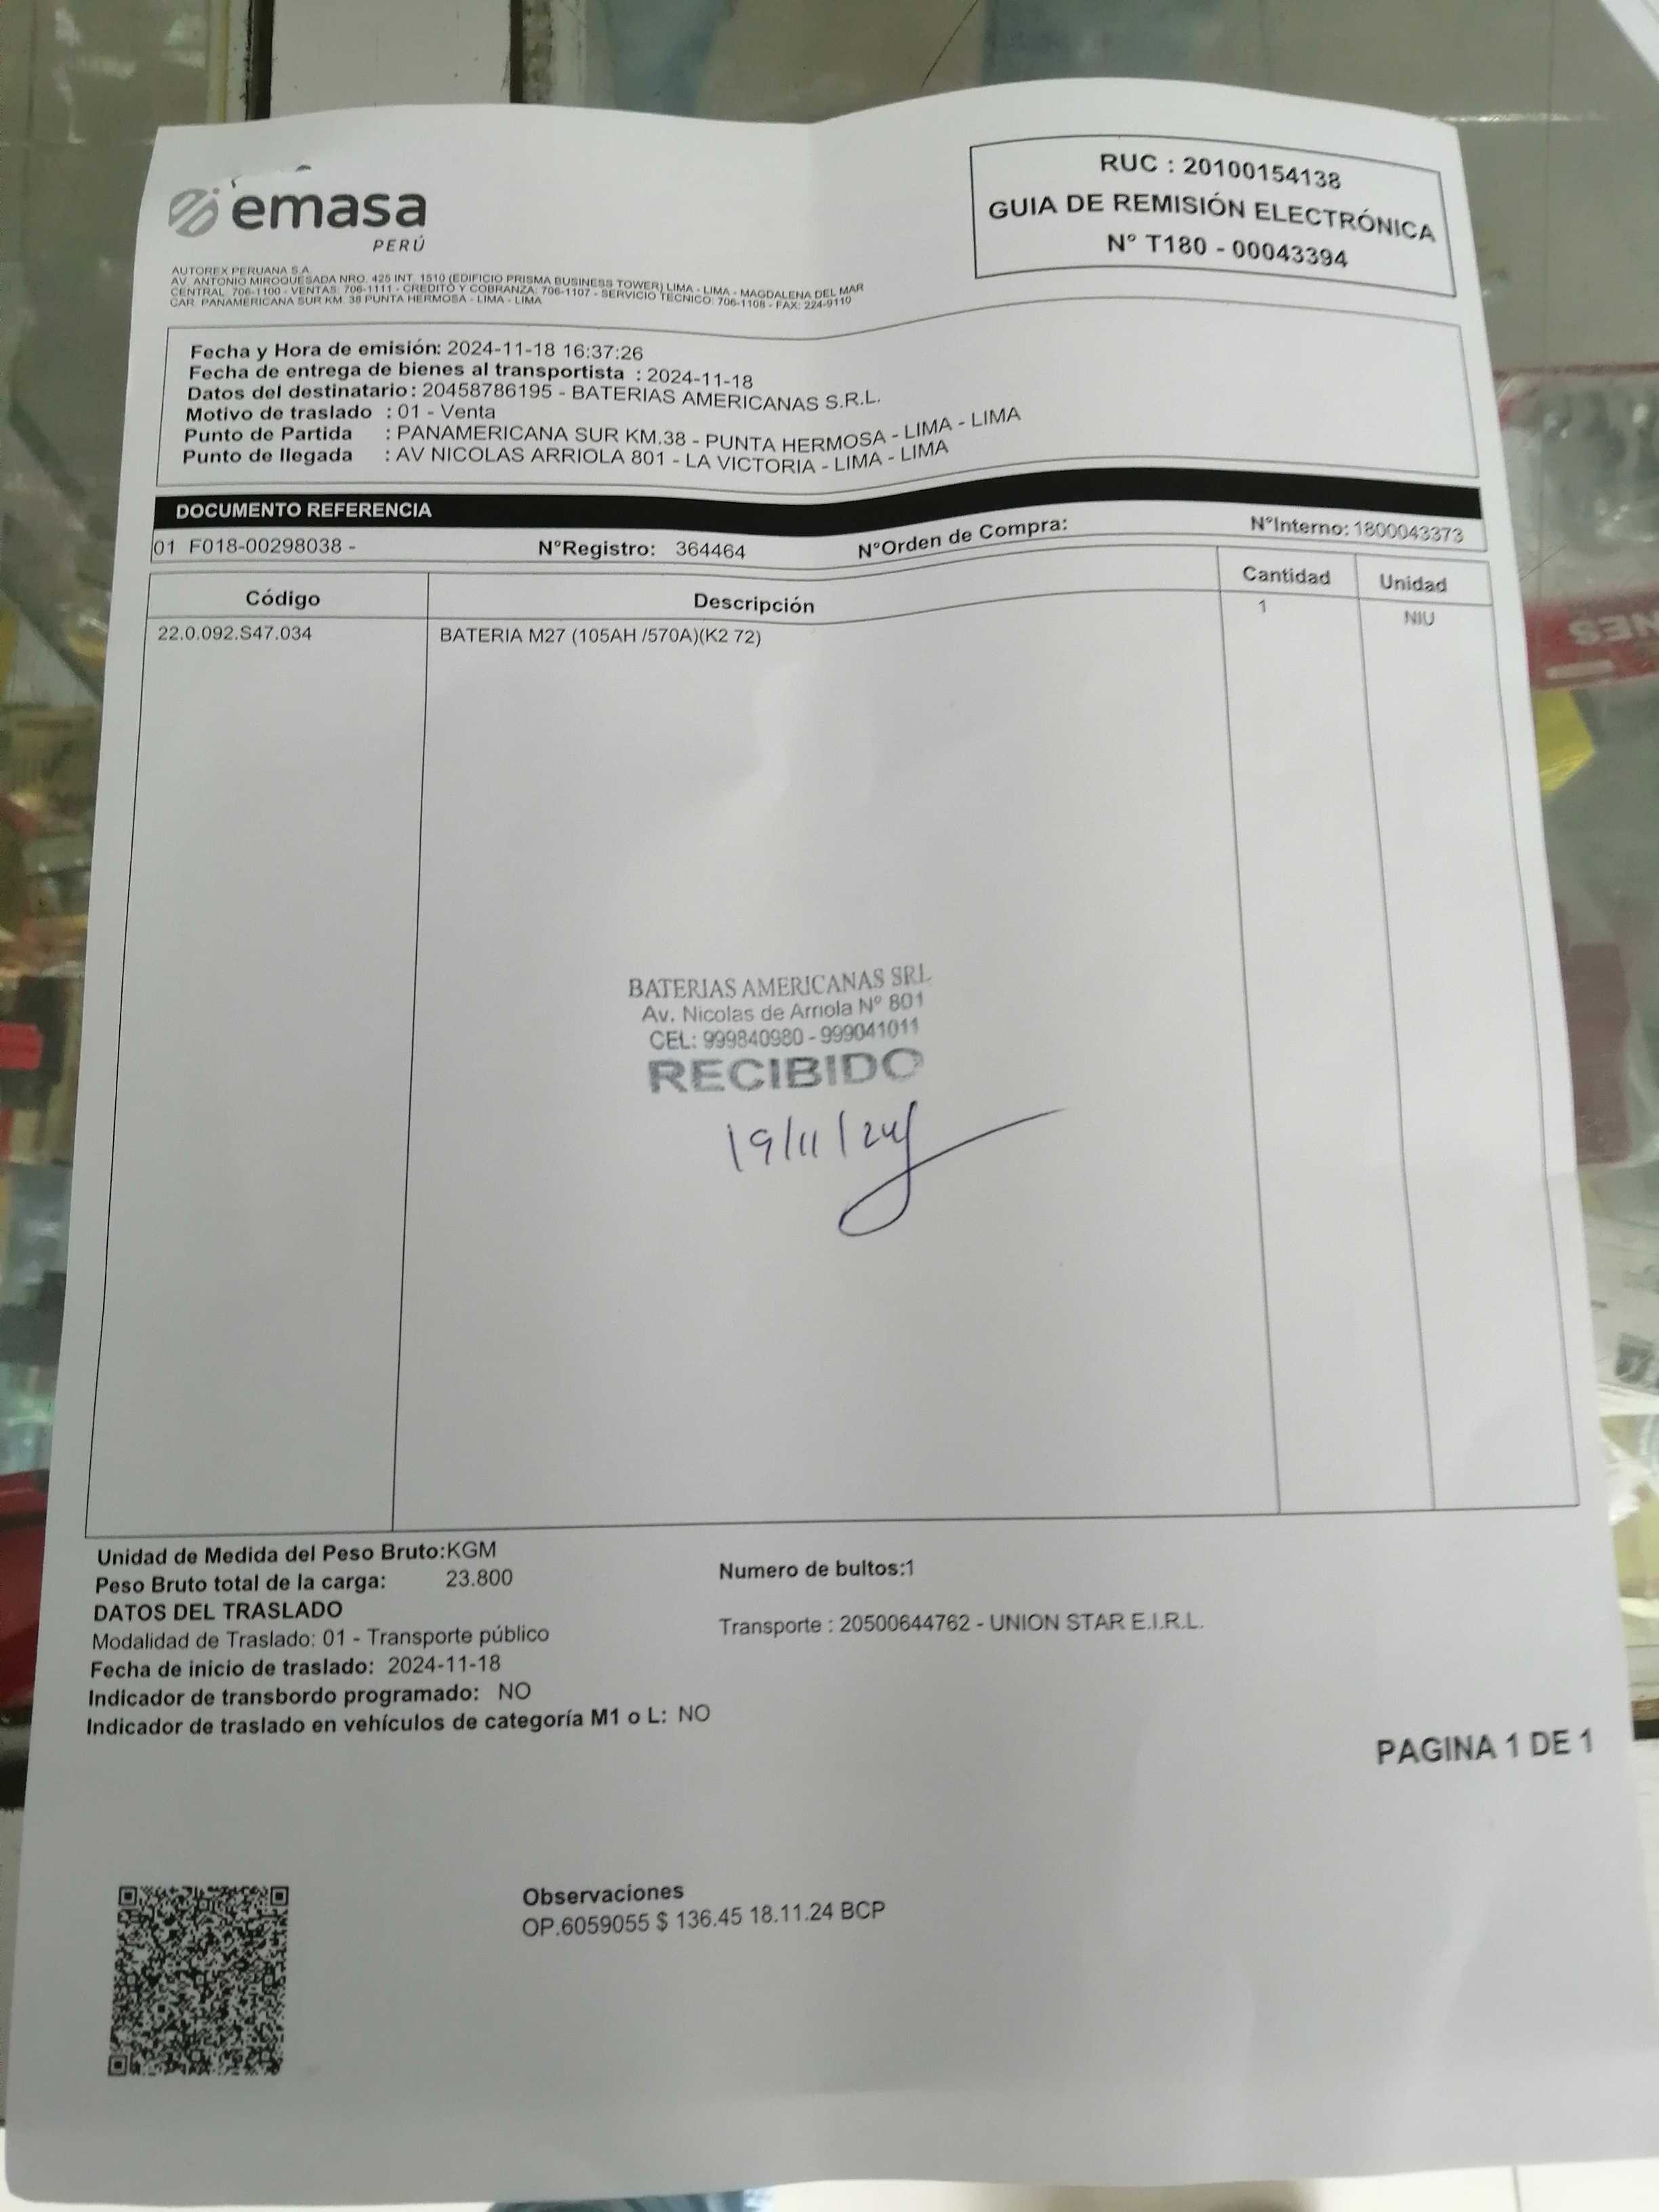 emasa
PERÚ
RUC : 20100154138
GUIA DE REMISIÓN ELECTRÓNICA
N° T180 - 00043394
AUTOREX PERUANA S.A.
AV. ANTONIO MIROQUESADA NRO. 425 INT. 1510 (EDIFICIO PRISMA BUSINESS TOWER) LIMA - LIMA - MAGDALENA DEL MAR
CENTRAL: 706-1100 - VENTAS: 706-1111 - CREDITO Y COBRANZA: 706-1107 - SERVICIO TECNICO: 706-1108 - FAX: 224-9110
CAR. PANAMERICANA SUR KM. 38 PUNTA HERMOSA - LIMA - LIMA
Fecha y Hora de emisión: 2024-11-18 16:37:26
Fecha de entrega de bienes al transportista : 2024-11-18
Datos del destinatario : 20458786195 - BATERIAS AMERICANAS S.R.L.
Motivo de traslado : 01 - Venta
Punto de Partida : PANAMERICANA SUR KM.38 - PUNTA HERMOSA - LIMA - LIMA
Punto de llegada : AV NICOLAS ARRIOLA 801 - LA VICTORIA - LIMA - LIMA
DOCUMENTO REFERENCIA
01 F018-00298038 - N°Registro: 364464 N°Orden de Compra: N°Interno: 1800043373
Código Descripción Cantidad Unidad
22.0.092.S47.034 BATERIA M27 (105AH /570A)(K2 72) 1 NIU
BATERIAS AMERICANAS SRL
Av. Nicolas de Arriola N° 801
CEL: 999840980 - 999041011
RECIBIDO
19/11/24
Unidad de Medida del Peso Bruto:KGM
Peso Bruto total de la carga: 23.800 Numero de bultos:1
DATOS DEL TRASLADO
Modalidad de Traslado: 01 - Transporte público Transporte : 20500644762 - UNION STAR E.I.R.L.
Fecha de inicio de traslado: 2024-11-18
Indicador de transbordo programado: NO
Indicador de traslado en vehículos de categoría M1 o L: NO
PAGINA 1 DE 1
Observaciones
OP.6059055 $ 136.45 18.11.24 BCP